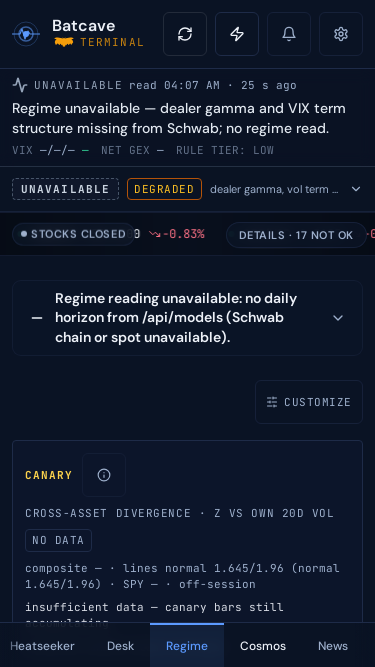 Batcave
TERMINAL
UNAVAILABLE read 04:07 AM · 25 s ago
Regime unavailable — dealer gamma and VIX term
structure missing from Schwab; no regime read.
VIX —/—/— — NET GEX — RULE TIER: LOW
UNAVAILABLE DEGRADED dealer gamma, vol term …
STOCKS CLOSED 0 -0.83% DETAILS · 17 NOT OK
Regime reading unavailable: no daily
horizon from /api/models (Schwab
chain or spot unavailable).
CUSTOMIZE
CANARY
CROSS-ASSET DIVERGENCE · Z VS OWN 20D VOL
NO DATA
composite — · lines normal 1.645/1.96 (normal
1.645/1.96) · SPY — · off-session
insufficient data — canary bars still
Heatseeker Desk Regime Cosmos News